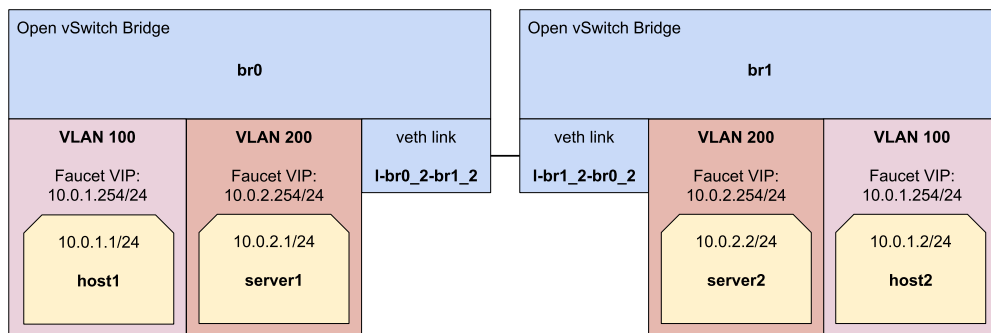 Open vSwitch Bridge
br0
VLAN 100
Faucet VIP:
10.0.1.254/24
10.0.1.1/24
host1
VLAN 200
Faucet VIP:
10.0.2.254/24
10.0.2.1/24
server1
veth link
l-br0_2-br1_2
Open vSwitch Bridge
br1
veth link
l-br1_2-br0_2
VLAN 200
Faucet VIP:
10.0.2.254/24
10.0.2.2/24
server2
VLAN 100
Faucet VIP:
10.0.1.254/24
10.0.1.2/24
host2